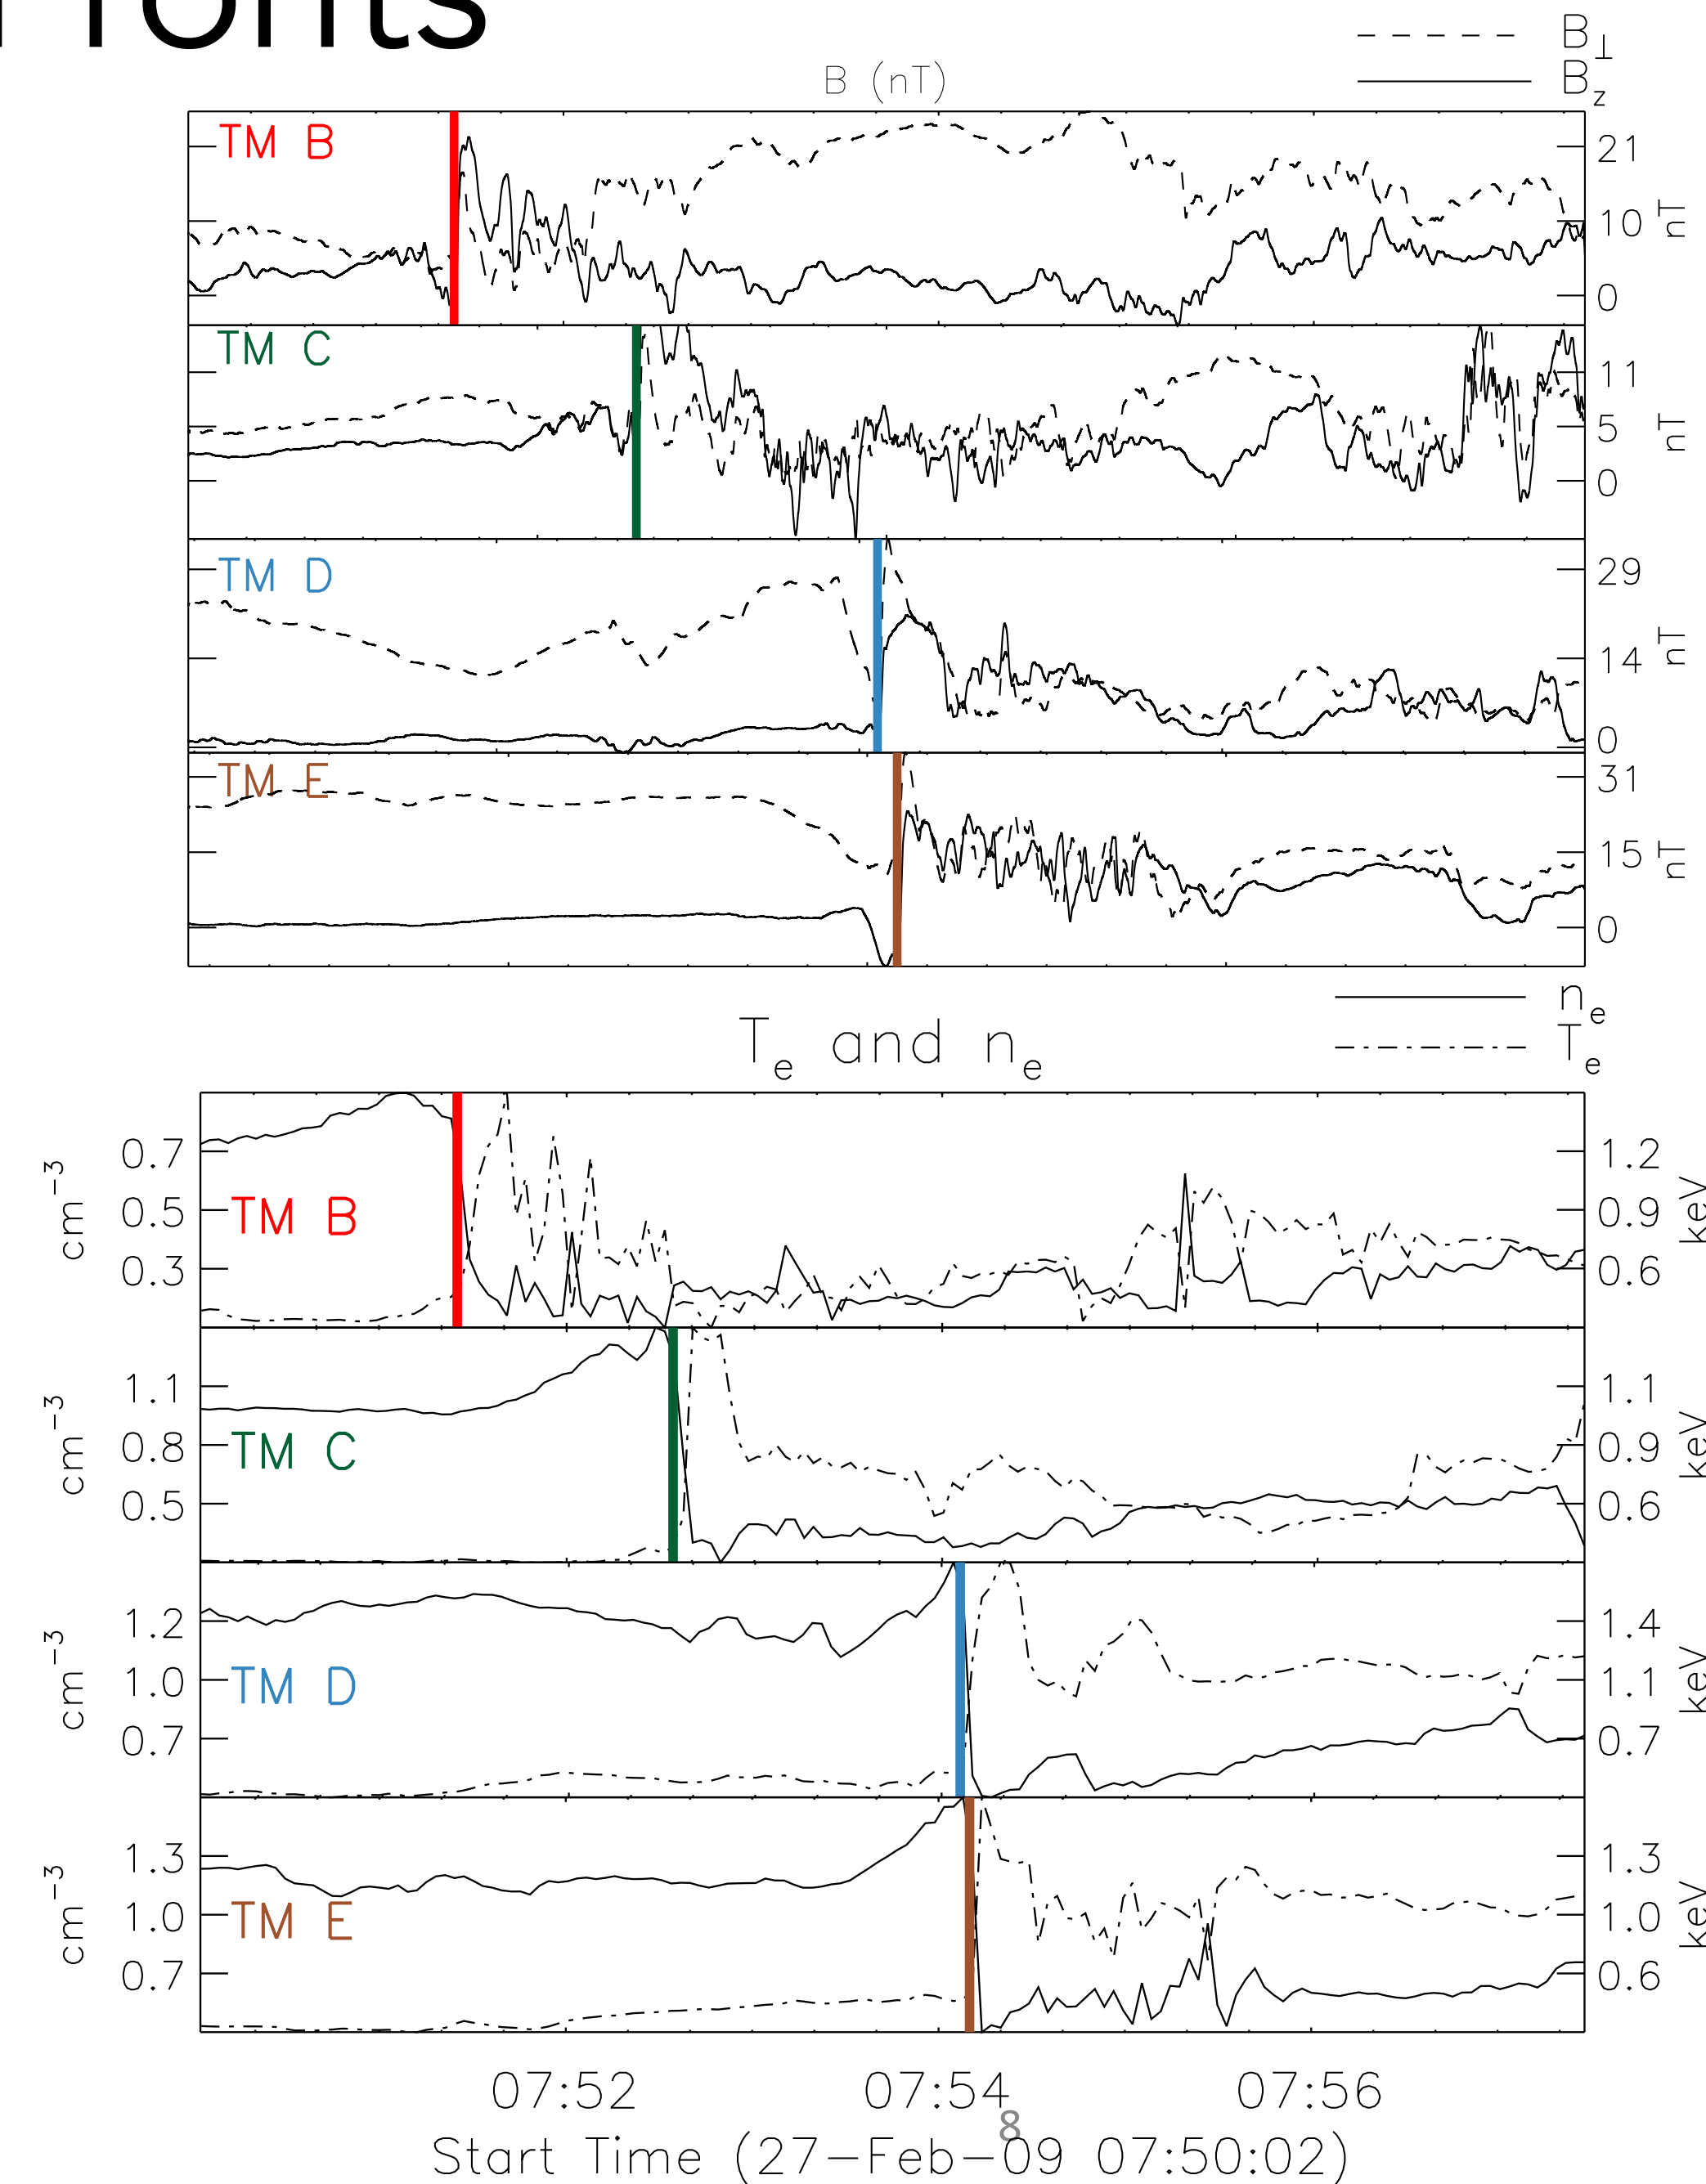 B⊥
B (nT)
Bz
TM B
21
10
0
nT
TM C
11
5
0
nT
TM D
29
14
0
nT
TM E
31
15
0
nT
ne
Te and ne
Te
TM B
cm−3
0.7
0.5
0.3
1.2
0.9
0.6
keV
TM C
cm−3
1.1
0.8
0.5
1.1
0.9
0.6
keV
TM D
cm−3
1.2
1.0
0.7
1.4
1.1
0.7
keV
TM E
cm−3
1.3
1.0
0.7
1.3
1.0
0.6
keV
07:52 07:54 07:56
8
Start Time (27−Feb−09 07:50:02)